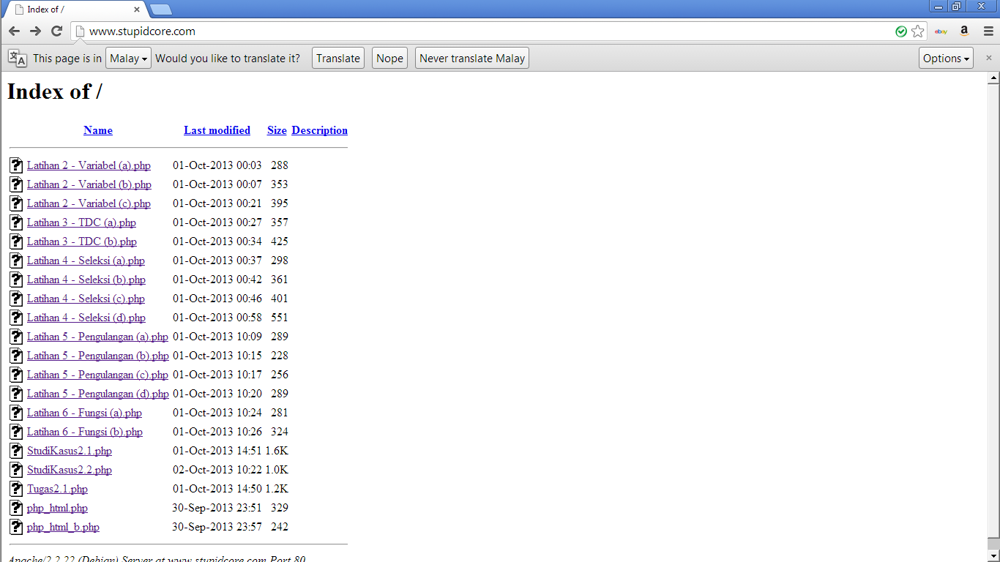 Index of /
www.stupidcore.com
ebay
a
This page is in Malay Would you like to translate it? Translate Nope Never translate Malay Options
Index of /
Name Last modified Size Description
Latihan 2 - Variabel (a).php 01-Oct-2013 00:03 288
Latihan 2 - Variabel (b).php 01-Oct-2013 00:07 353
Latihan 2 - Variabel (c).php 01-Oct-2013 00:21 395
Latihan 3 - TDC (a).php 01-Oct-2013 00:27 357
Latihan 3 - TDC (b).php 01-Oct-2013 00:34 425
Latihan 4 - Seleksi (a).php 01-Oct-2013 00:37 298
Latihan 4 - Seleksi (b).php 01-Oct-2013 00:42 361
Latihan 4 - Seleksi (c).php 01-Oct-2013 00:46 401
Latihan 4 - Seleksi (d).php 01-Oct-2013 00:58 551
Latihan 5 - Pengulangan (a).php 01-Oct-2013 10:09 289
Latihan 5 - Pengulangan (b).php 01-Oct-2013 10:15 228
Latihan 5 - Pengulangan (c).php 01-Oct-2013 10:17 256
Latihan 5 - Pengulangan (d).php 01-Oct-2013 10:20 289
Latihan 6 - Fungsi (a).php 01-Oct-2013 10:24 281
Latihan 6 - Fungsi (b).php 01-Oct-2013 10:26 324
StudiKasus2.1.php 01-Oct-2013 14:51 1.6K
StudiKasus2.2.php 02-Oct-2013 10:22 1.0K
Tugas2.1.php 01-Oct-2013 14:50 1.2K
php_html.php 30-Sep-2013 23:51 329
php_html_b.php 30-Sep-2013 23:57 242
Apache/2.2.22 (Debian) Server at www.stupidcore.com Port 80